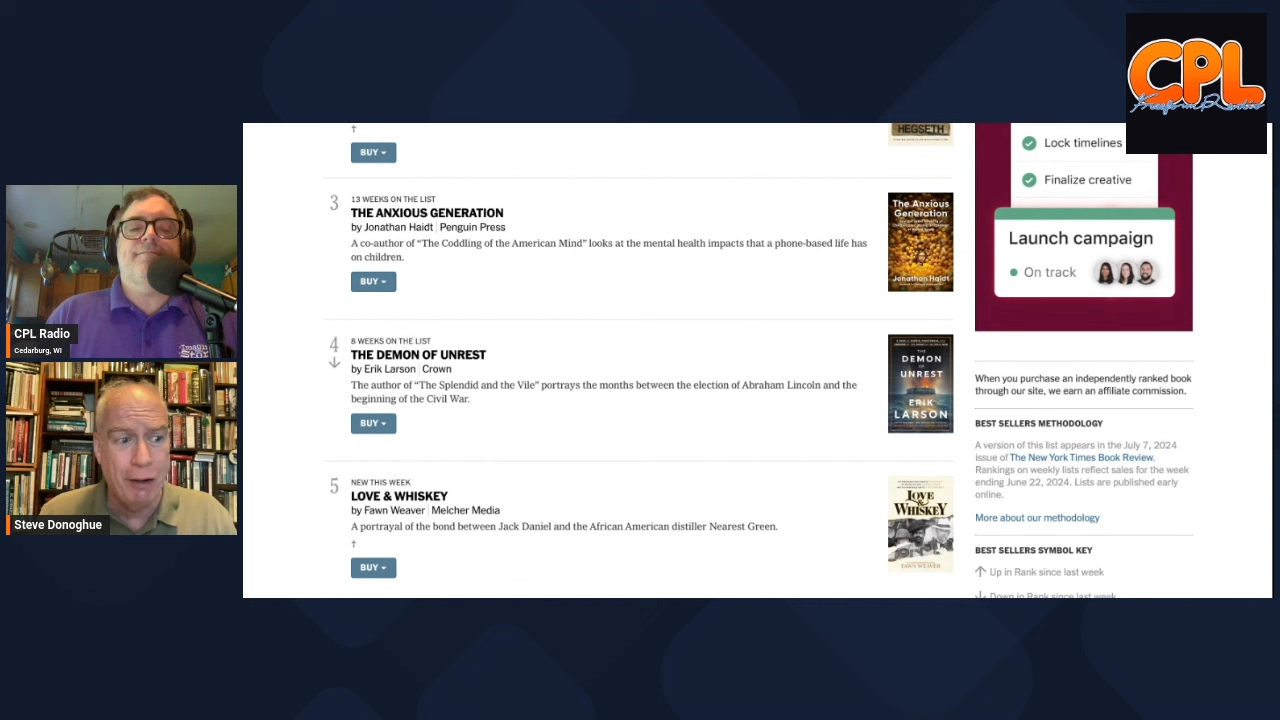 CPL
Freeform Radio
†
BUY
HEGSETH
Lock timelines
Finalize creative
Launch campaign
On track
3
13 WEEKS ON THE LIST
THE ANXIOUS GENERATION
by Jonathan Haidt | Penguin Press
A co-author of “The Coddling of the American Mind” looks at the mental health impacts that a phone-based life has
on children.
BUY
The Anxious
Generation
Jonathan Haidt
4
8 WEEKS ON THE LIST
THE DEMON OF UNREST
by Erik Larson | Crown
The author of “The Splendid and the Vile” portrays the months between the election of Abraham Lincoln and the
beginning of the Civil War.
BUY
THE
DEMON
OF
UNREST
ERIK
LARSON
5
NEW THIS WEEK
LOVE & WHISKEY
by Fawn Weaver | Melcher Media
A portrayal of the bond between Jack Daniel and the African American distiller Nearest Green.
†
BUY
LOVE
&
WHISKEY
FAWN WEAVER
When you purchase an independently ranked book
through our site, we earn an affiliate commission.
BEST SELLERS METHODOLOGY
A version of this list appears in the July 7, 2024
issue of The New York Times Book Review.
Rankings on weekly lists reflect sales for the week
ending June 22, 2024. Lists are published early
online.
More about our methodology
BEST SELLERS SYMBOL KEY
Up in Rank since last week
Down in Rank since last week
CPL Radio
Cedarburg, WI
Steve Donoghue